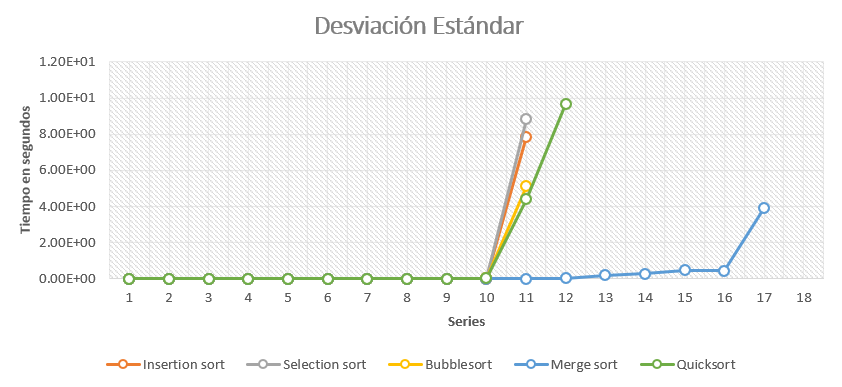 Desviación Estándar
1.20E+01
1.00E+01
8.00E+00
6.00E+00
4.00E+00
2.00E+00
0.00E+00
Tiempo en segundos
1 2 3 4 5 6 7 8 9 10 11 12 13 14 15 16 17 18
Series
Insertion sort Selection sort Bubblesort Merge sort Quicksort